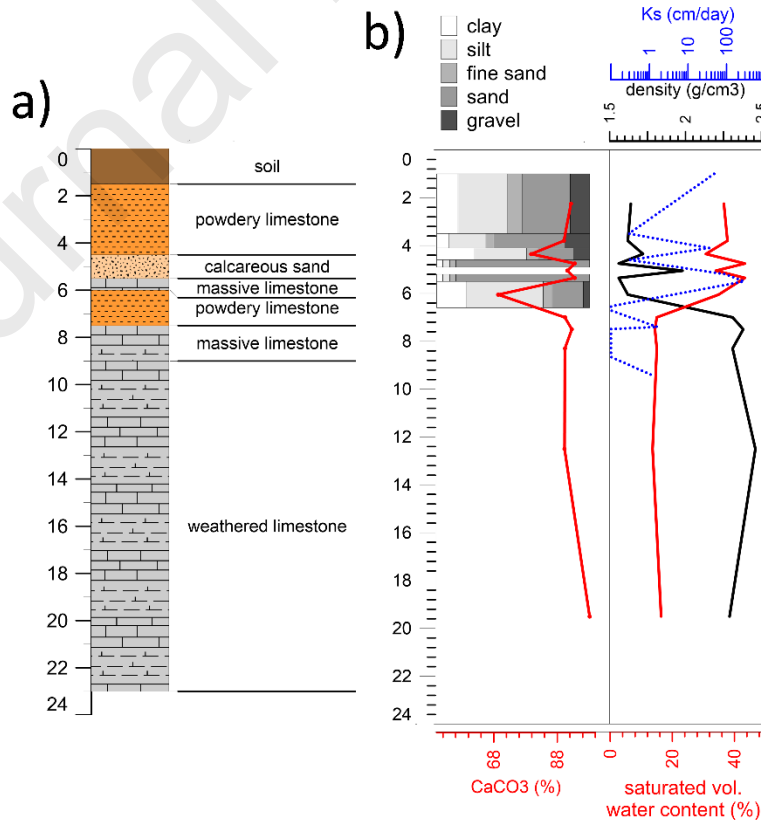 urnal
a)
0
2
4
6
8
10
12
14
16
18
20
22
24
soil
powdery limestone
calcareous sand
massive limestone
powdery limestone
massive limestone
weathered limestone
b)
clay
silt
fine sand
sand
gravel
Ks (cm/day)
1 10 100
density (g/cm3)
1.5 2 2.5
0
2
4
6
8
10
12
14
16
18
20
22
24
68 88
CaCO3 (%)
0 20 40
saturated vol.
water content (%)